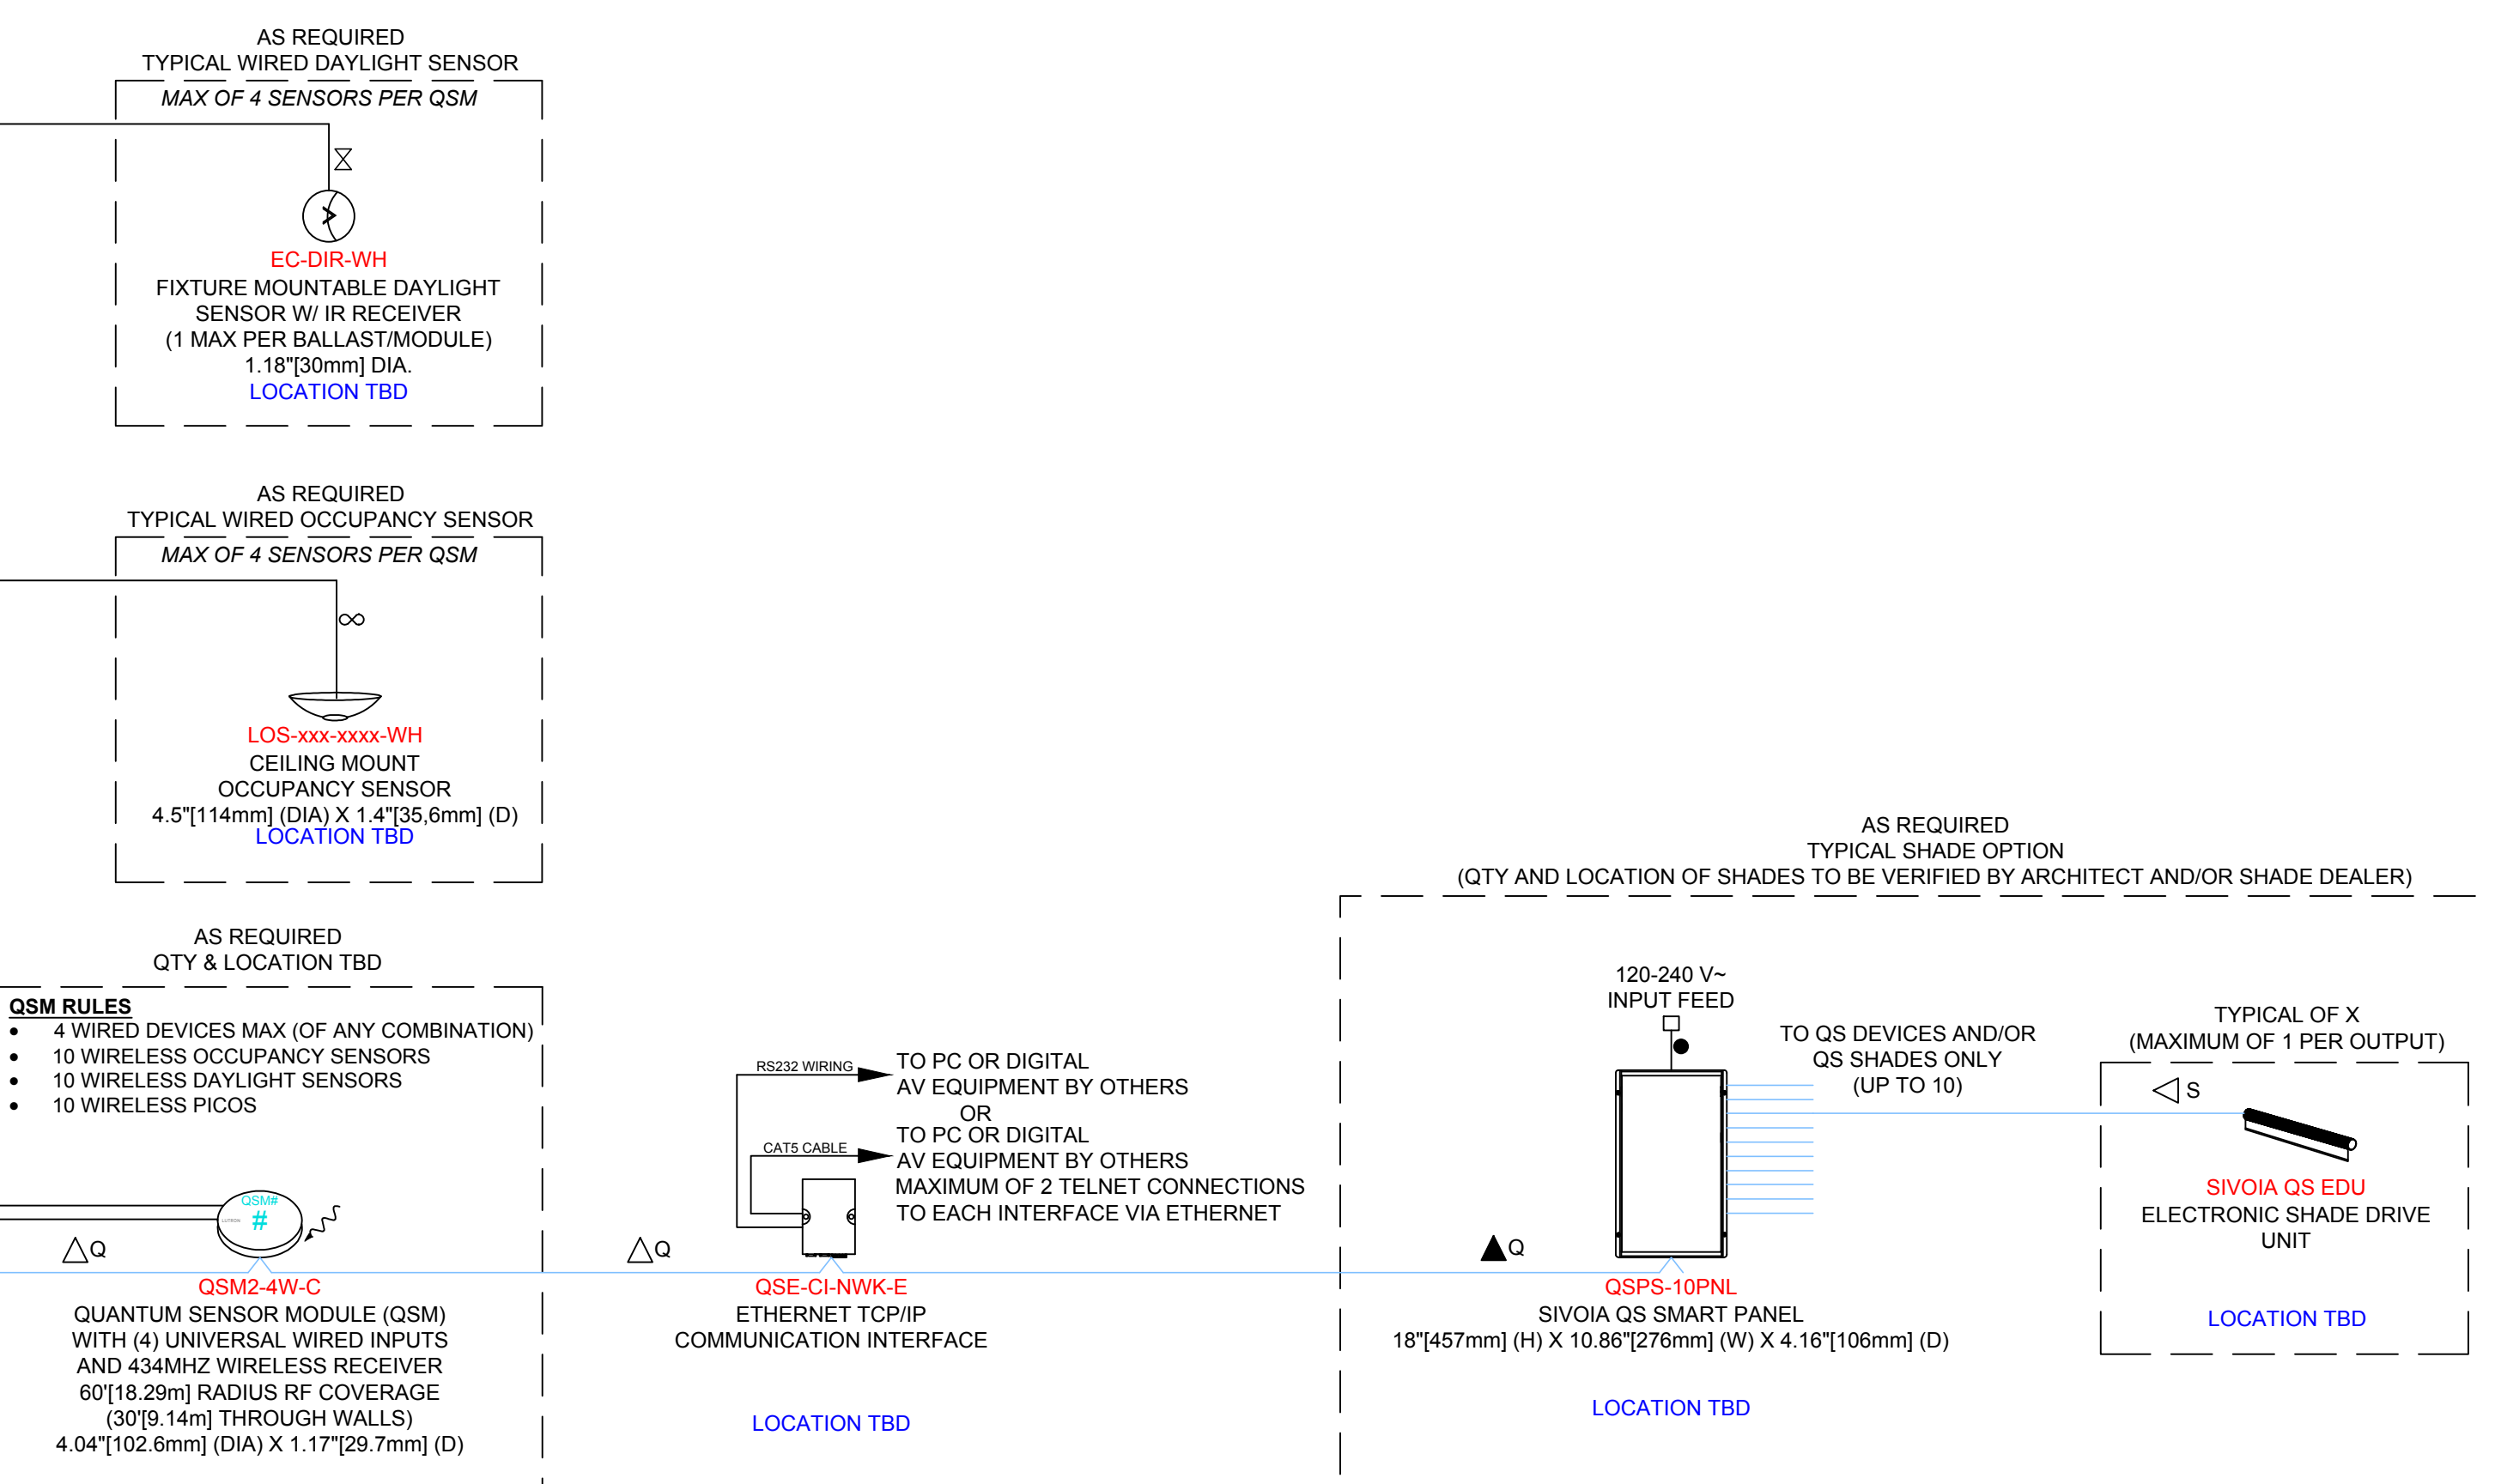 AS REQUIRED
TYPICAL WIRED DAYLIGHT SENSOR
MAX OF 4 SENSORS PER QSM
EC-DIR-WH
FIXTURE MOUNTABLE DAYLIGHT
SENSOR W/ IR RECEIVER
(1 MAX PER BALLAST/MODULE)
1.18"[30mm] DIA.
LOCATION TBD
AS REQUIRED
TYPICAL WIRED OCCUPANCY SENSOR
MAX OF 4 SENSORS PER QSM
LOS-xxx-xxxx-WH
CEILING MOUNT
OCCUPANCY SENSOR
4.5"[114mm] (DIA) X 1.4"[35,6mm] (D)
LOCATION TBD
AS REQUIRED
QTY & LOCATION TBD
QSM RULES
• 4 WIRED DEVICES MAX (OF ANY COMBINATION)
• 10 WIRELESS OCCUPANCY SENSORS
• 10 WIRELESS DAYLIGHT SENSORS
• 10 WIRELESS PICOS
QSM#
LUTRON
#
Q
QSM2-4W-C
QUANTUM SENSOR MODULE (QSM)
WITH (4) UNIVERSAL WIRED INPUTS
AND 434MHZ WIRELESS RECEIVER
60'[18.29m] RADIUS RF COVERAGE
(30'[9.14m] THROUGH WALLS)
4.04"[102.6mm] (DIA) X 1.17"[29.7mm] (D)
RS232 WIRING
TO PC OR DIGITAL
AV EQUIPMENT BY OTHERS
OR
CAT5 CABLE
TO PC OR DIGITAL
AV EQUIPMENT BY OTHERS
MAXIMUM OF 2 TELNET CONNECTIONS
TO EACH INTERFACE VIA ETHERNET
Q
QSE-CI-NWK-E
ETHERNET TCP/IP
COMMUNICATION INTERFACE
LOCATION TBD
AS REQUIRED
TYPICAL SHADE OPTION
(QTY AND LOCATION OF SHADES TO BE VERIFIED BY ARCHITECT AND/OR SHADE DEALER)
120-240 V~
INPUT FEED
TO QS DEVICES AND/OR
QS SHADES ONLY
(UP TO 10)
Q
QSPS-10PNL
SIVOIA QS SMART PANEL
18"[457mm] (H) X 10.86"[276mm] (W) X 4.16"[106mm] (D)
LOCATION TBD
TYPICAL OF X
(MAXIMUM OF 1 PER OUTPUT)
S
SIVOIA QS EDU
ELECTRONIC SHADE DRIVE
UNIT
LOCATION TBD